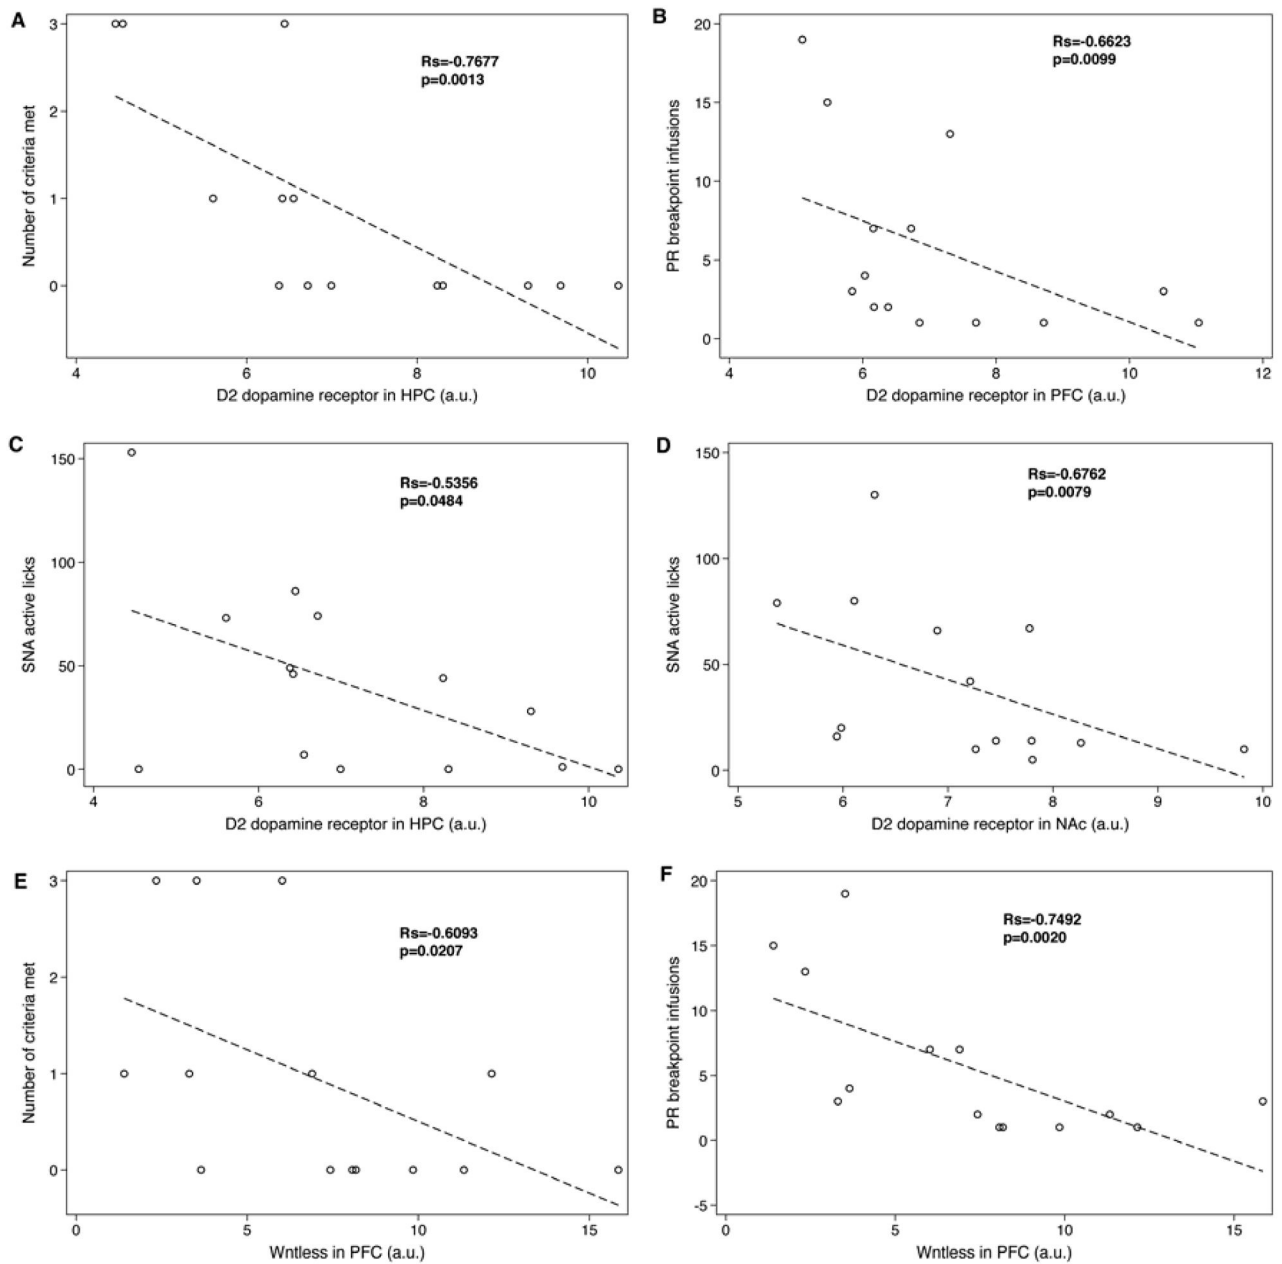 A
Number of criteria met
3
2
1
0
Rs=-0.7677
p=0.0013
4
6
8
10
D2 dopamine receptor in HPC (a.u.)
B
PR breakpoint infusions
20
15
10
5
0
Rs=-0.6623
p=0.0099
4
6
8
10
12
D2 dopamine receptor in PFC (a.u.)
C
SNA active licks
150
100
50
0
Rs=-0.5356
p=0.0484
4
6
8
10
D2 dopamine receptor in HPC (a.u.)
D
SNA active licks
150
100
50
0
Rs=-0.6762
p=0.0079
5
6
7
8
9
10
D2 dopamine receptor in NAc (a.u.)
E
Number of criteria met
3
2
1
0
Rs=-0.6093
p=0.0207
0
5
10
15
Wntless in PFC (a.u.)
F
PR breakpoint infusions
20
15
10
5
0
-5
Rs=-0.7492
p=0.0020
0
5
10
15
Wntless in PFC (a.u.)